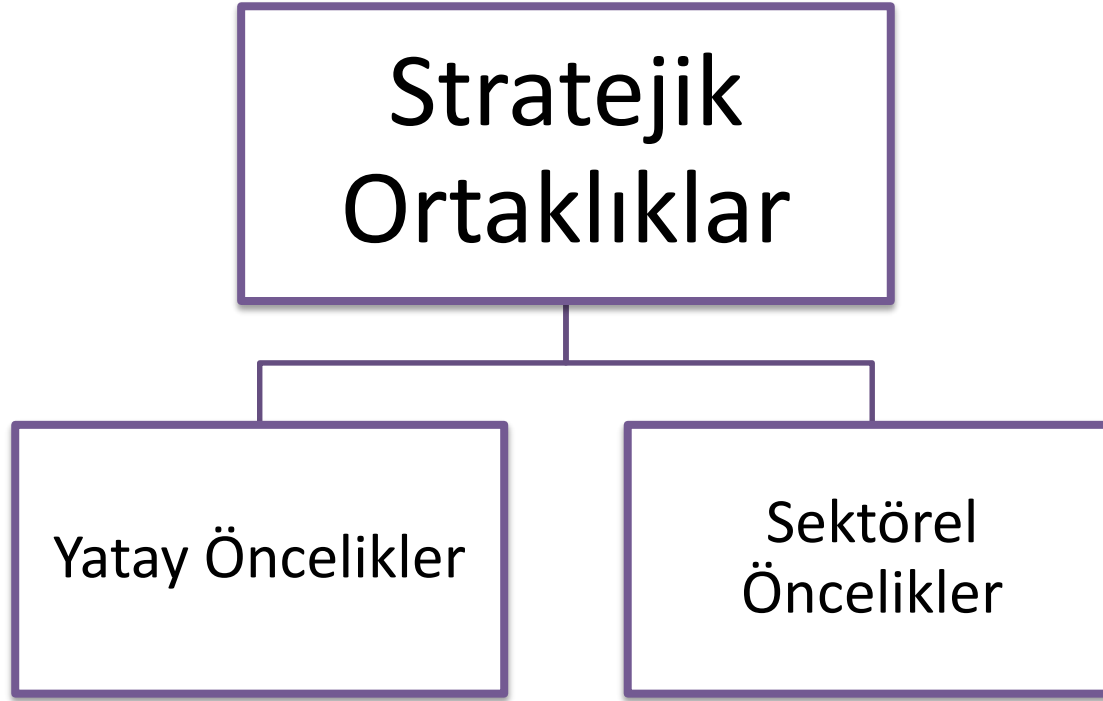 Stratejik
Ortaklıklar
Yatay Öncelikler
Sektörel
Öncelikler